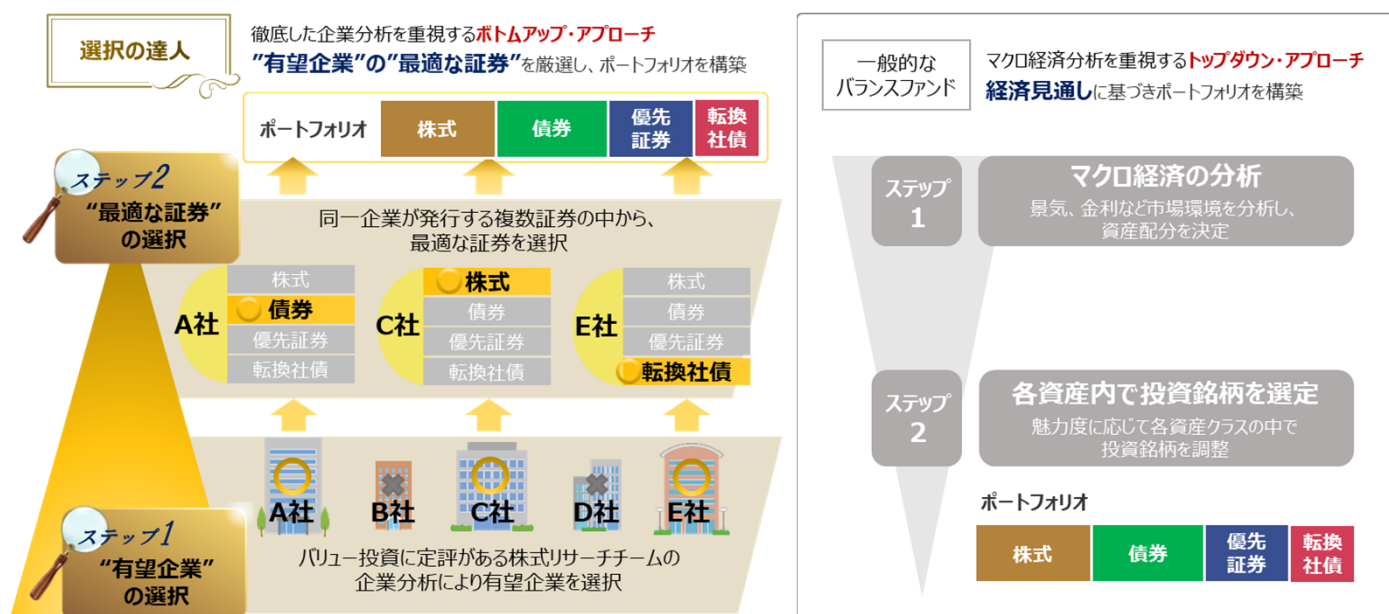 選択の達人
徹底した企業分析を重視するボトムアップ・アプローチ
”有望企業”の”最適な証券”を厳選し、ポートフォリオを構築
ポートフォリオ
株式
債券
優先
証券
転換
社債
ステップ2
“最適な証券”
の選択
同一企業が発行する複数証券の中から、
最適な証券を選択
A社
株式
債券
優先証券
転換社債
C社
株式
債券
優先証券
転換社債
E社
株式
債券
優先証券
転換社債
A社
B社
C社
D社
E社
ステップ1
“有望企業”
の選択
バリュー投資に定評がある株式リサーチチームの
企業分析により有望企業を選択
一般的な
バランスファンド
マクロ経済分析を重視するトップダウン・アプローチ
経済見通しに基づきポートフォリオを構築
ステップ
1
マクロ経済の分析
景気、金利など市場環境を分析し、
資産配分を決定
ステップ
2
各資産内で投資銘柄を選定
魅力度に応じて各資産クラスの中で
投資銘柄を調整
ポートフォリオ
株式
債券
優先
証券
転換
社債